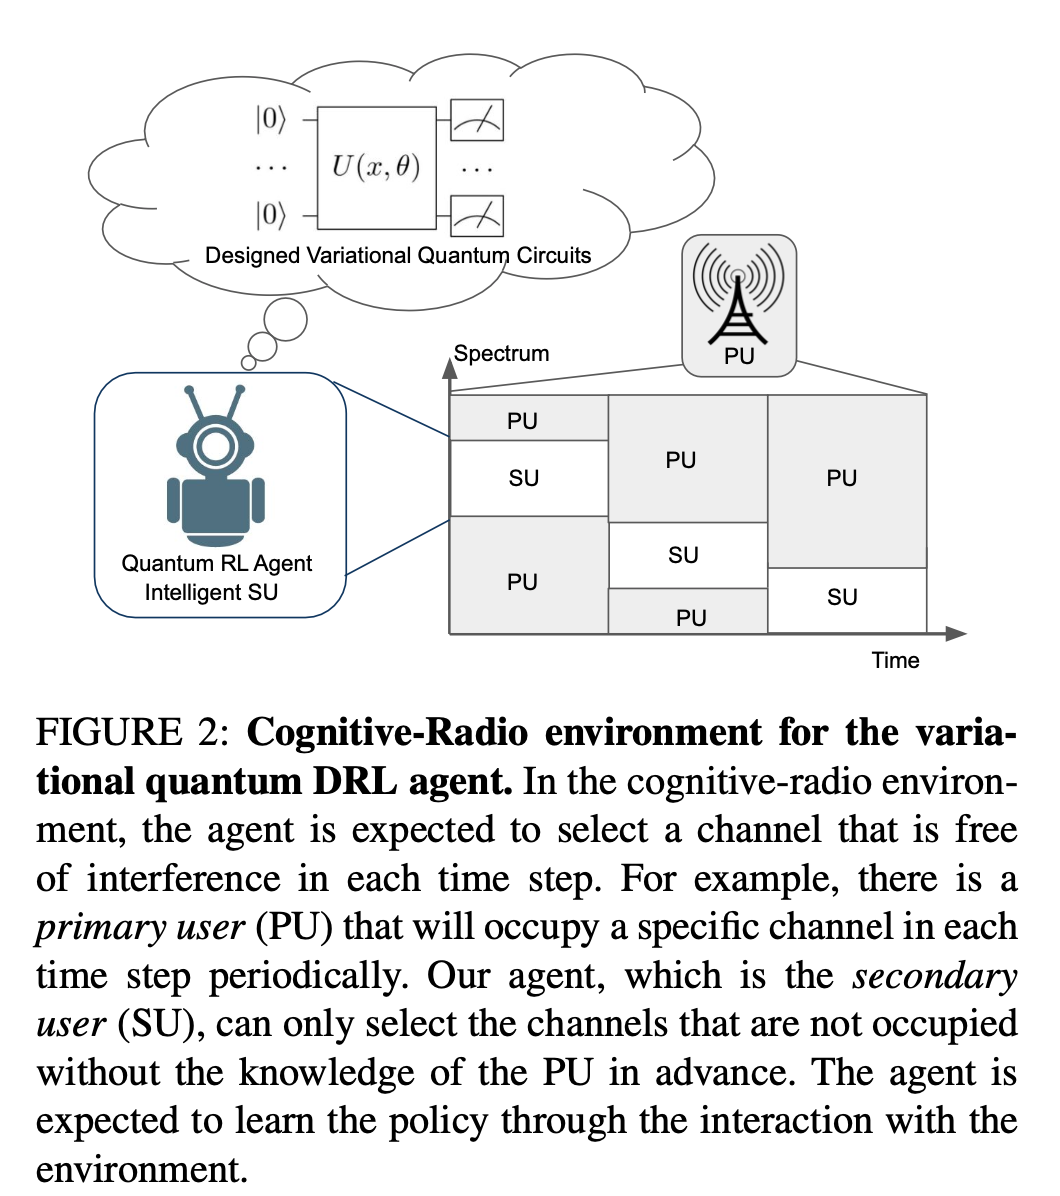 |0⟩
... U(x, θ) ...
|0⟩
Designed Variational Quantum Circuits
PU
Spectrum
PU
SU
PU
PU
SU
PU
PU
SU
Time
Quantum RL Agent
Intelligent SU
FIGURE 2: Cognitive-Radio environment for the varia-
tional quantum DRL agent. In the cognitive-radio environ-
ment, the agent is expected to select a channel that is free
of interference in each time step. For example, there is a
primary user (PU) that will occupy a specific channel in each
time step periodically. Our agent, which is the secondary
user (SU), can only select the channels that are not occupied
without the knowledge of the PU in advance. The agent is
expected to learn the policy through the interaction with the
environment.